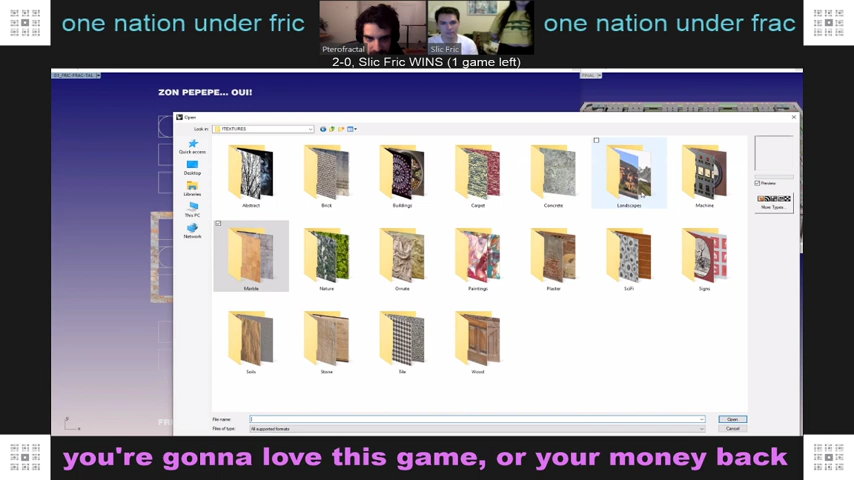 one nation under fric
one nation under frac
Pterofractal
Slic Fric
2-0, Slic Fric WINS (1 game left)
ZON PEPEPE... OUI!
Open
Look in:
!TEXTURES
Quick access
Desktop
Libraries
This PC
Network
Abstract
Brick
Buildings
Carpet
Concrete
Landscapes
Machine
Marble
Nature
Ornate
Paintings
Plaster
SciFi
Signs
Soils
Stone
Tile
Wood
Preview
More Types...
File name:
Open
Files of type:
All supported formats
Cancel
you're gonna love this game, or your money back